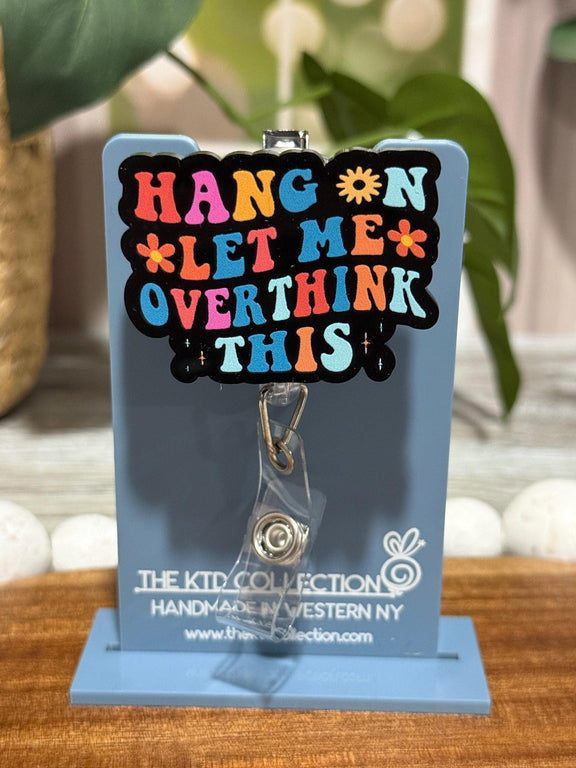 HANG ON
LET ME
OVERTHINK
THIS
THE KTD COLLECTION
HANDMADE IN WESTERN NY